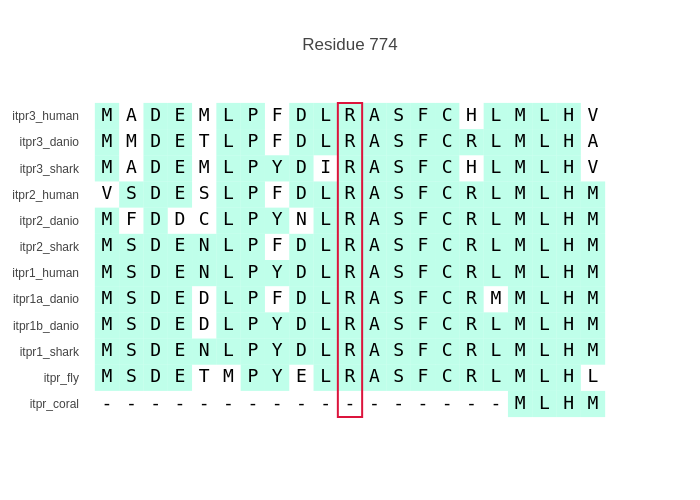 Residue 774
itpr3_human M A D E M L P F D L R A S F C H L M L H V
itpr3_danio M M D E T L P F D L R A S F C R L M L H A
itpr3_shark M A D E M L P Y D I R A S F C H L M L H V
itpr2_human V S D E S L P F D L R A S F C R L M L H M
itpr2_danio M F D D C L P Y N L R A S F C R L M L H M
itpr2_shark M S D E N L P F D L R A S F C R L M L H M
itpr1_human M S D E N L P Y D L R A S F C R L M L H M
itpr1a_danio M S D E D L P F D L R A S F C R M M L H M
itpr1b_danio M S D E D L P Y D L R A S F C R L M L H M
itpr1_shark M S D E N L P Y D L R A S F C R L M L H M
itpr_fly M S D E T M P Y E L R A S F C R L M L H L
itpr_coral - - - - - - - - - - - - - - - - - M L H M